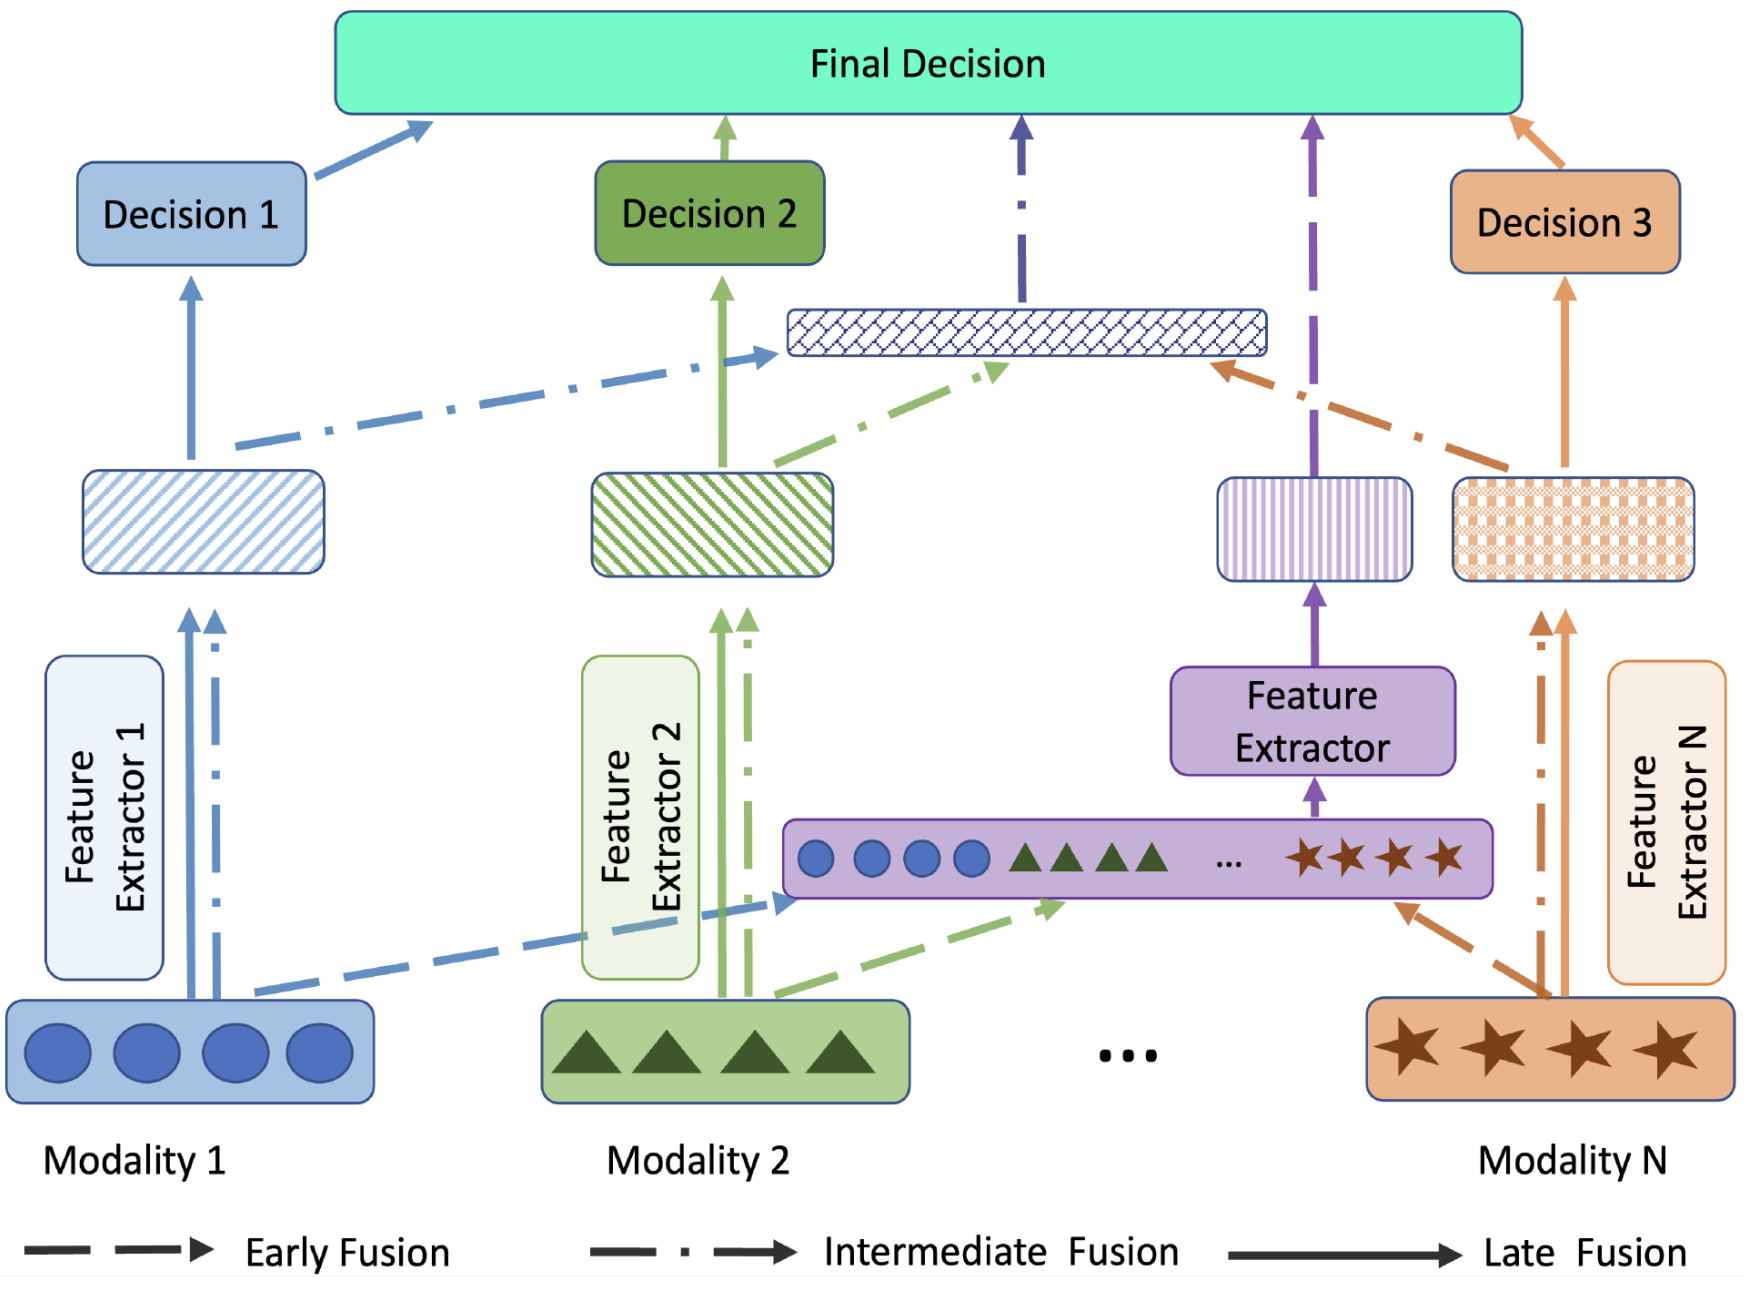 Final Decision
Decision 1
Decision 2
Decision 3
Feature
Extractor 1
Feature
Extractor 2
Feature
Extractor
Feature
Extractor N
...
...
Modality 1
Modality 2
Modality N
Early Fusion
Intermediate Fusion
Late Fusion